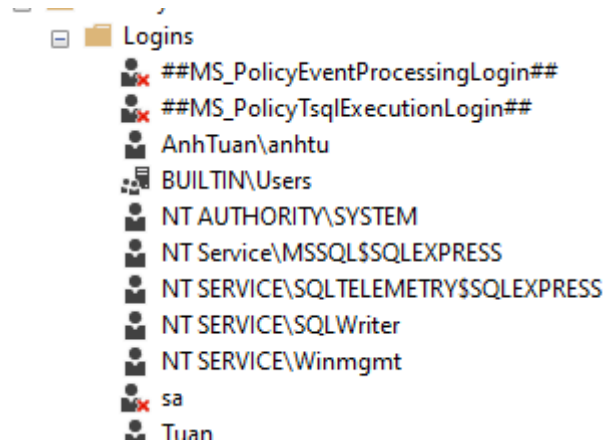 Logins
##MS_PolicyEventProcessingLogin##
##MS_PolicyTsqlExecutionLogin##
AnhTuan\anhtu
BUILTIN\Users
NT AUTHORITY\SYSTEM
NT Service\MSSQL$SQLEXPRESS
NT SERVICE\SQLTELEMETRY$SQLEXPRESS
NT SERVICE\SQLWriter
NT SERVICE\Winmgmt
sa
Tuan